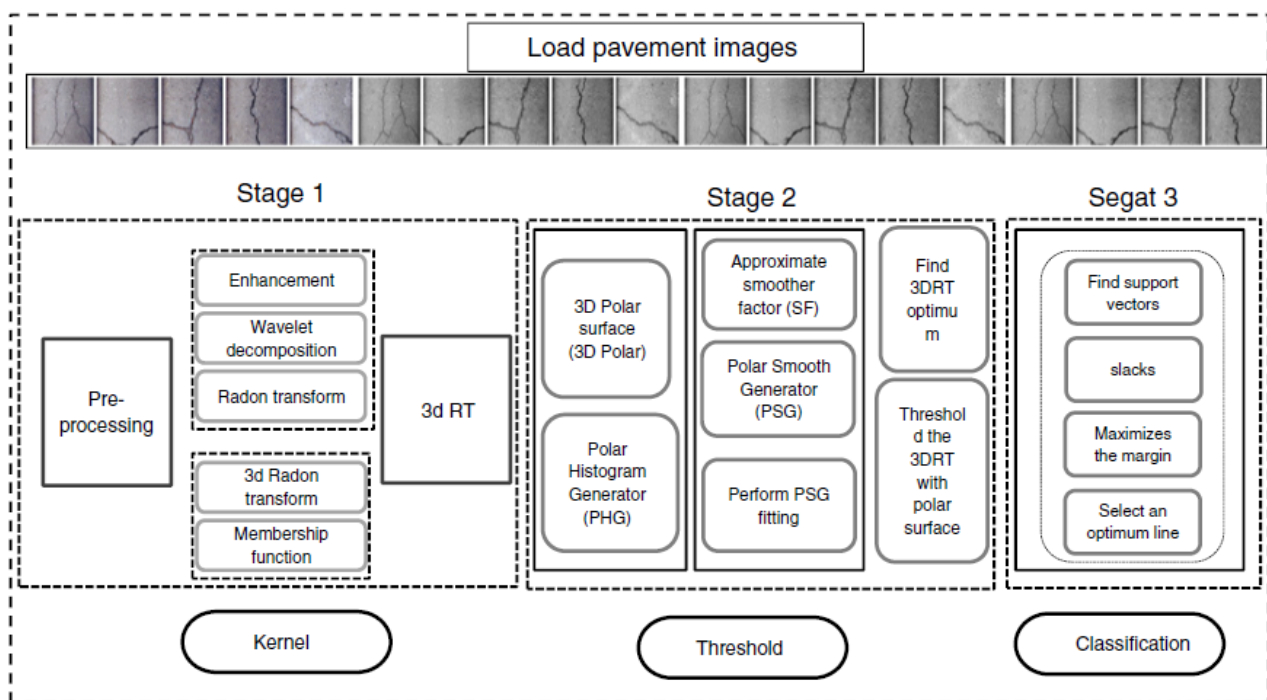 Load pavement images
Stage 1
Pre-
processing
Enhancement
Wavelet
decomposition
Radon transform
3d Radon
transform
Membership
function
3d RT
Kernel
Stage 2
3D Polar
surface
(3D Polar)
Polar
Histogram
Generator
(PHG)
Approximate
smoother
factor (SF)
Polar Smooth
Generator
(PSG)
Perform PSG
fitting
Find
3DRT
optimu
m
Threshol
d the
3DRT
with
polar
surface
Threshold
Segat 3
Find support
vectors
slacks
Maximizes
the margin
Select an
optimum line
Classification